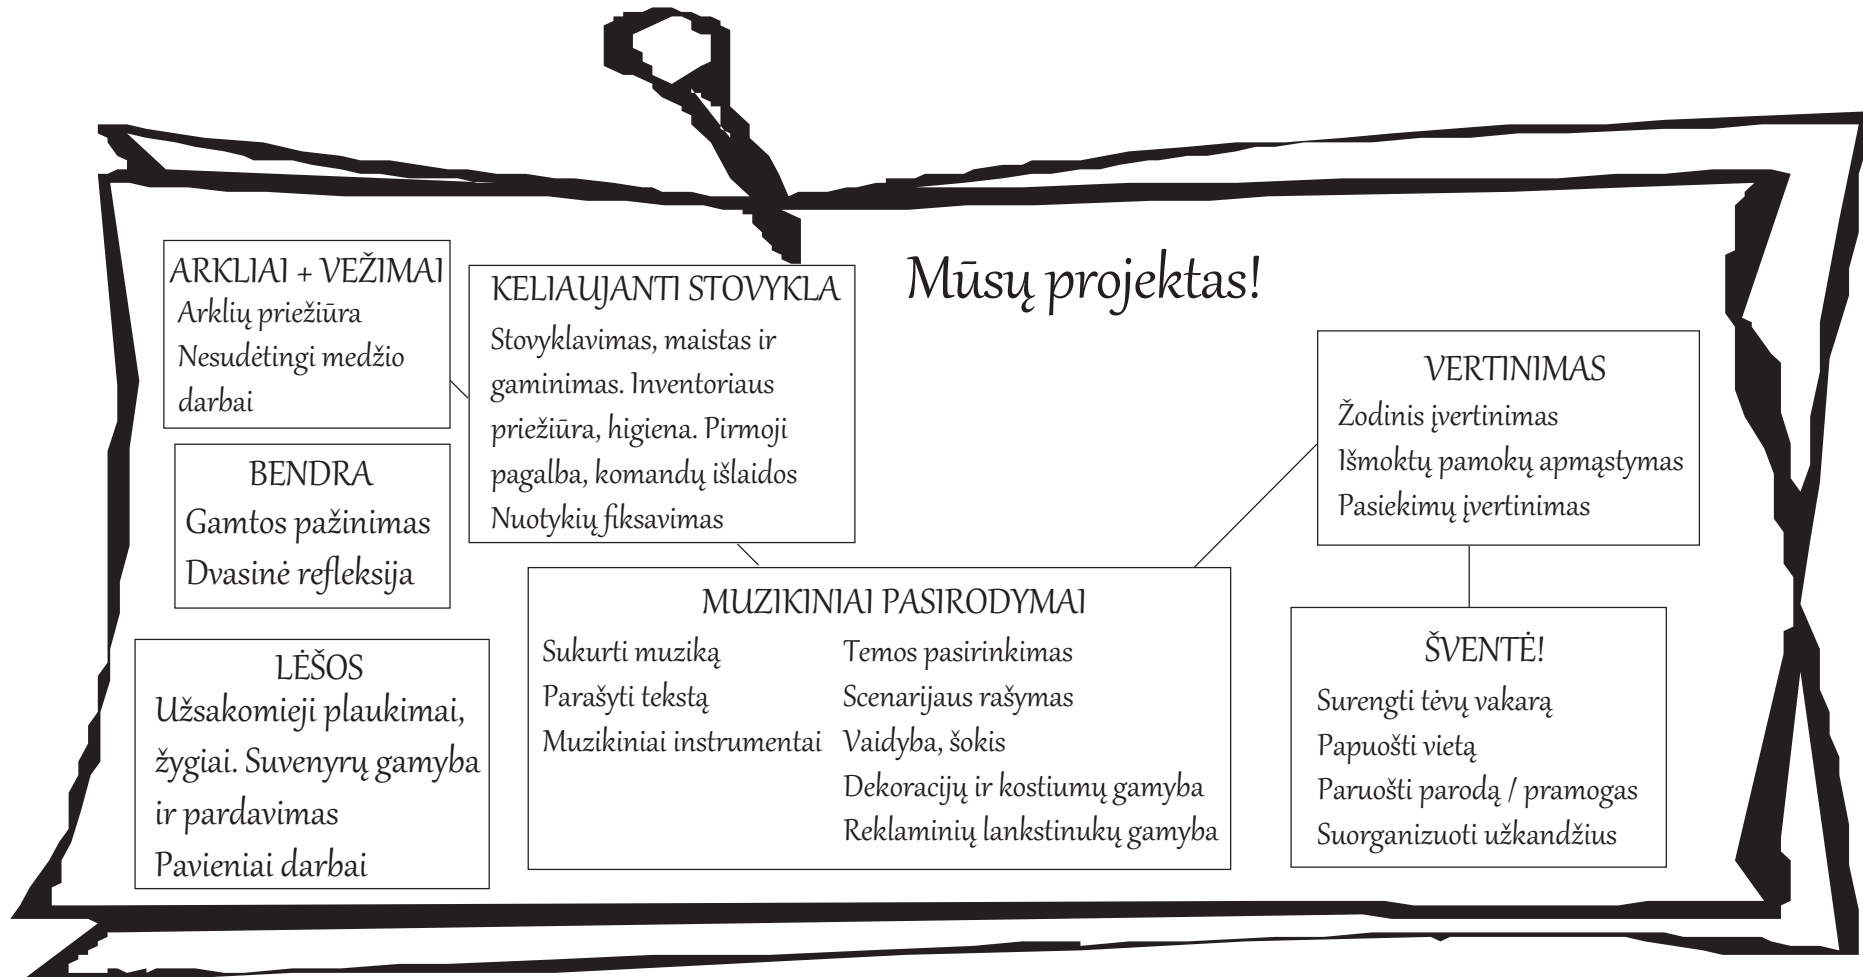 Mūsų projektas!
ARKLIAI + VEŽIMAI
Arklių priežiūra
Nesudėtingi medžio
darbai
KELIAUJANTI STOVYKLA
Stovyklavimas, maistas ir
gaminimas. Inventoriaus
priežiūra, higiena. Pirmoji
pagalba, komandų išlaidos
Nuotykių fiksavimas
BENDRA
Gamtos pažinimas
Dvasinė refleksija
LĖŠOS
Užsakomieji plaukimai,
žygiai. Suvenyrų gamyba
ir pardavimas
Pavieniai darbai
MUZIKINIAI PASIRODYMAI
Sukurti muziką
Parašyti tekstą
Muzikiniai instrumentai
Temos pasirinkimas
Scenarijaus rašymas
Vaidyba, šokis
Dekoracijų ir kostiumų gamyba
Reklaminių lankstinukų gamyba
VERTINIMAS
Žodinis įvertinimas
Išmoktų pamokų apmąstymas
Pasiekimų įvertinimas
ŠVENTĖ!
Surengti tėvų vakarą
Papuošti vietą
Paruošti parodą / pramogas
Suorganizuoti užkandžius